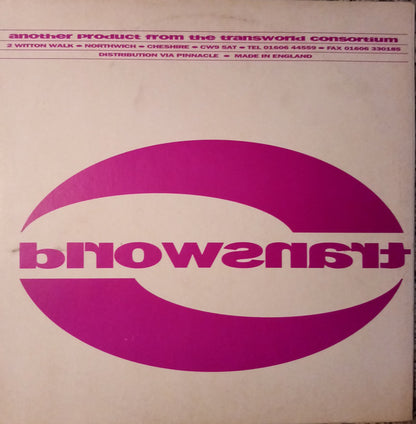 another product from the transworld consortium
2 WITTON WALK • NORTHWICH • CHESHIRE • CW9 5AT • TEL 01606 44559 • FAX 01606 330185
DISTRIBUTION VIA PINNACLE • MADE IN ENGLAND
transworld